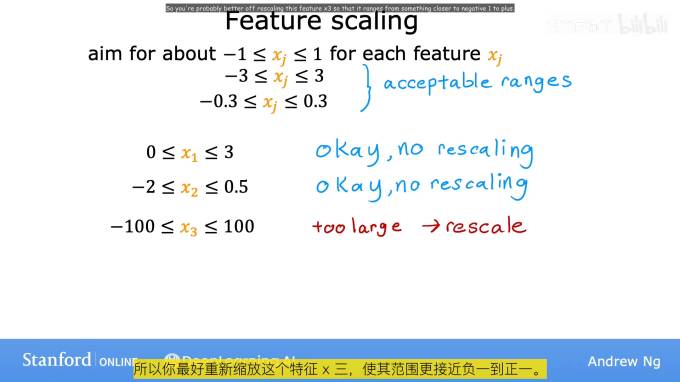 So you're probably better off rescaling this feature x3 so that it ranges from something closer to negative 1 to plus
Feature scaling
aim for about −1 ≤ xⱼ ≤ 1 for each feature xⱼ
−3 ≤ xⱼ ≤ 3
−0.3 ≤ xⱼ ≤ 0.3
acceptable ranges
0 ≤ x₁ ≤ 3 okay, no rescaling
−2 ≤ x₂ ≤ 0.5 okay, no rescaling
−100 ≤ x₃ ≤ 100 too large → rescale
bilibili
Stanford ONLINE DeepLearning.AI Andrew Ng
所以你最好重新缩放这个特征 x 三，使其范围更接近负一到正一。